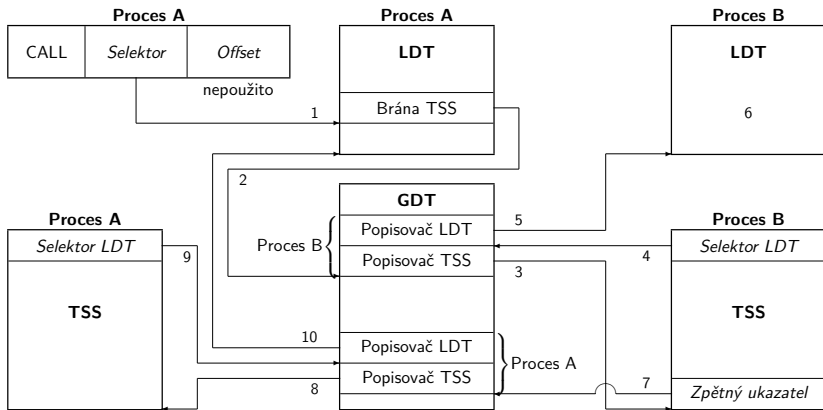 Proces A
Proces A
Proces B
CALL Selektor Offset
nepoužito
LDT
Brána TSS
LDT
6
1
2
GDT
Popisovač LDT
Popisovač TSS
Proces B
5
3
4
Proces A
Selektor LDT
TSS
9
Proces B
Selektor LDT
TSS
Zpětný ukazatel
10
8
Popisovač LDT
Popisovač TSS
Proces A
7